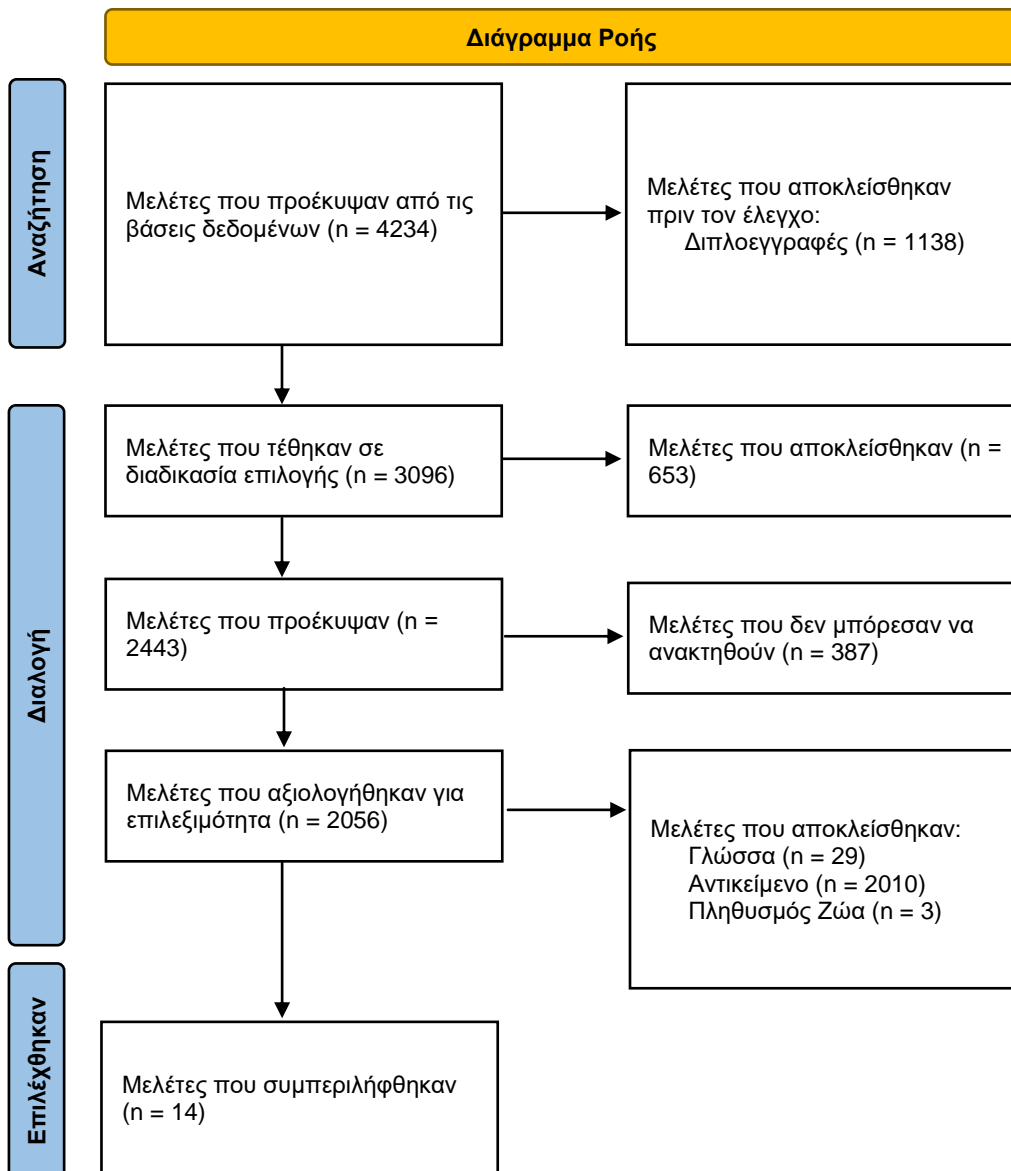 Διάγραμμα Ροής
Αναζήτηση
Μελέτες που προέκυψαν από τις
βάσεις δεδομένων (n = 4234)
Μελέτες που αποκλείσθηκαν
πριν τον έλεγχο:
Διπλοεγγραφές (n = 1138)
Διαλογή
Μελέτες που τέθηκαν σε
διαδικασία επιλογής (n = 3096)
Μελέτες που αποκλείσθηκαν (n =
653)
Μελέτες που προέκυψαν (n =
2443)
Μελέτες που δεν μπόρεσαν να
ανακτηθούν (n = 387)
Μελέτες που αξιολογήθηκαν για
επιλεξιμότητα (n = 2056)
Μελέτες που αποκλείσθηκαν:
Γλώσσα (n = 29)
Αντικείμενο (n = 2010)
Πληθυσμός Ζώα (n = 3)
Επιλέχθηκαν
Μελέτες που συμπεριλήφθηκαν
(n = 14)